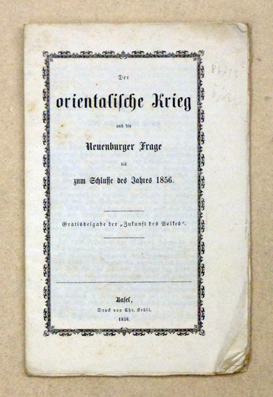 Der
orientalische Krieg
und die
Neuenburger Frage
bis
zum Schlusse des Jahres 1856.
Gratisbeigabe der „Zukunft des Volkes“.
Basel,
Druck von Chr. Krüsi.
1856.